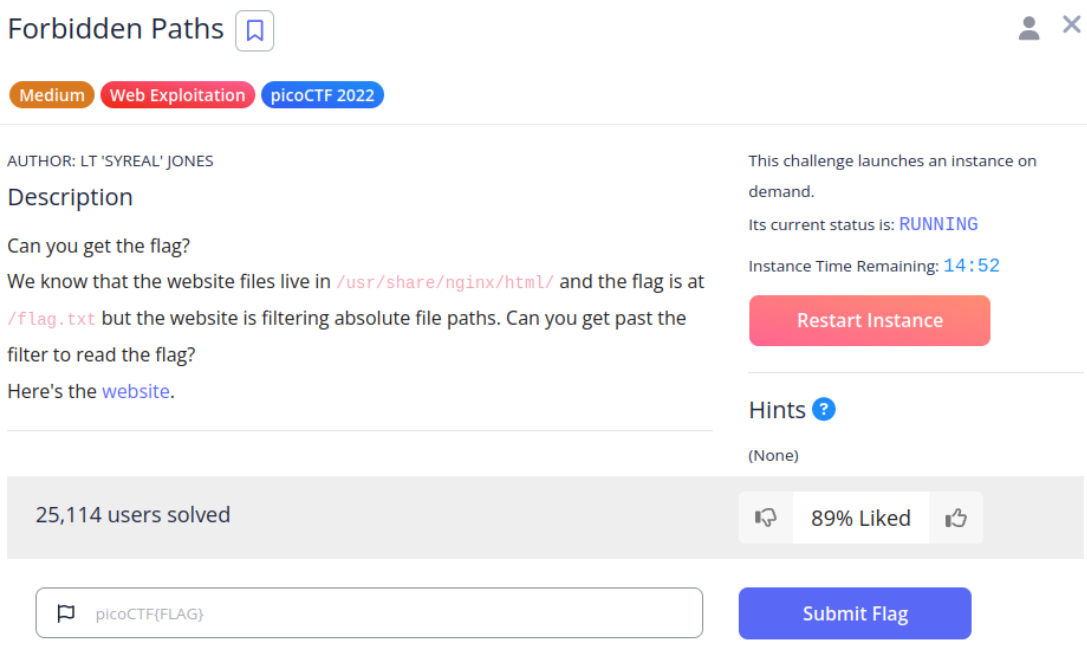 Forbidden Paths
Medium Web Exploitation picoCTF 2022
AUTHOR: LT 'SYREAL' JONES
Description
Can you get the flag?
We know that the website files live in /usr/share/nginx/html/ and the flag is at
/flag.txt but the website is filtering absolute file paths. Can you get past the
filter to read the flag?
Here's the website.
This challenge launches an instance on
demand.
Its current status is: RUNNING
Instance Time Remaining: 14:52
Restart Instance
Hints ?
(None)
25,114 users solved
89% Liked
picoCTF{FLAG}
Submit Flag